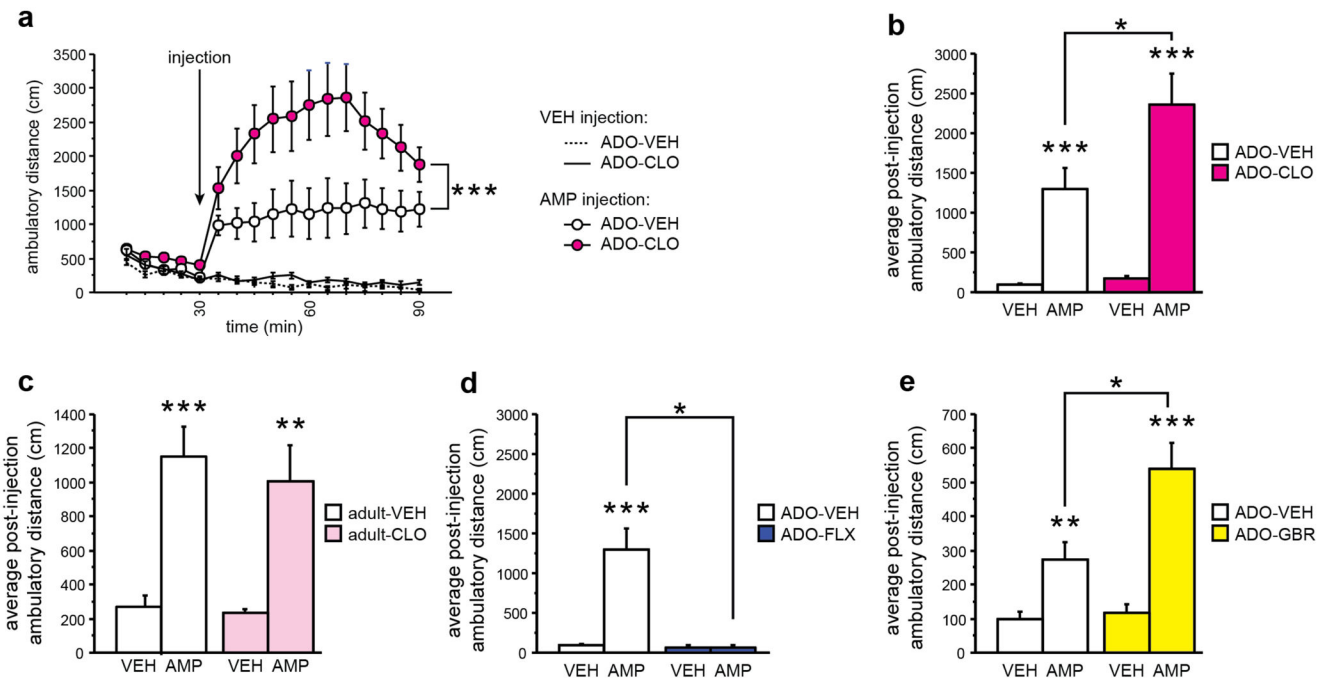 a
injection
ambulatory distance (cm)
3500
3000
2500
2000
1500
1000
500
0
30
60
90
time (min)
VEH injection:
ADO-VEH
ADO-CLO
AMP injection:
ADO-VEH
ADO-CLO
***
b
average post-injection
ambulatory distance (cm)
4000
3500
3000
2500
2000
1500
1000
500
0
*
***
***
VEH AMP
VEH AMP
ADO-VEH
ADO-CLO
c
average post-injection
ambulatory distance (cm)
1400
1200
1000
800
600
400
200
0
***
**
VEH AMP
VEH AMP
adult-VEH
adult-CLO
d
average post-injection
ambulatory distance (cm)
3000
2500
2000
1500
1000
500
0
*
***
VEH AMP
VEH AMP
ADO-VEH
ADO-FLX
e
average post-injection
ambulatory distance (cm)
700
600
500
400
300
200
100
0
*
**
***
VEH AMP
VEH AMP
ADO-VEH
ADO-GBR